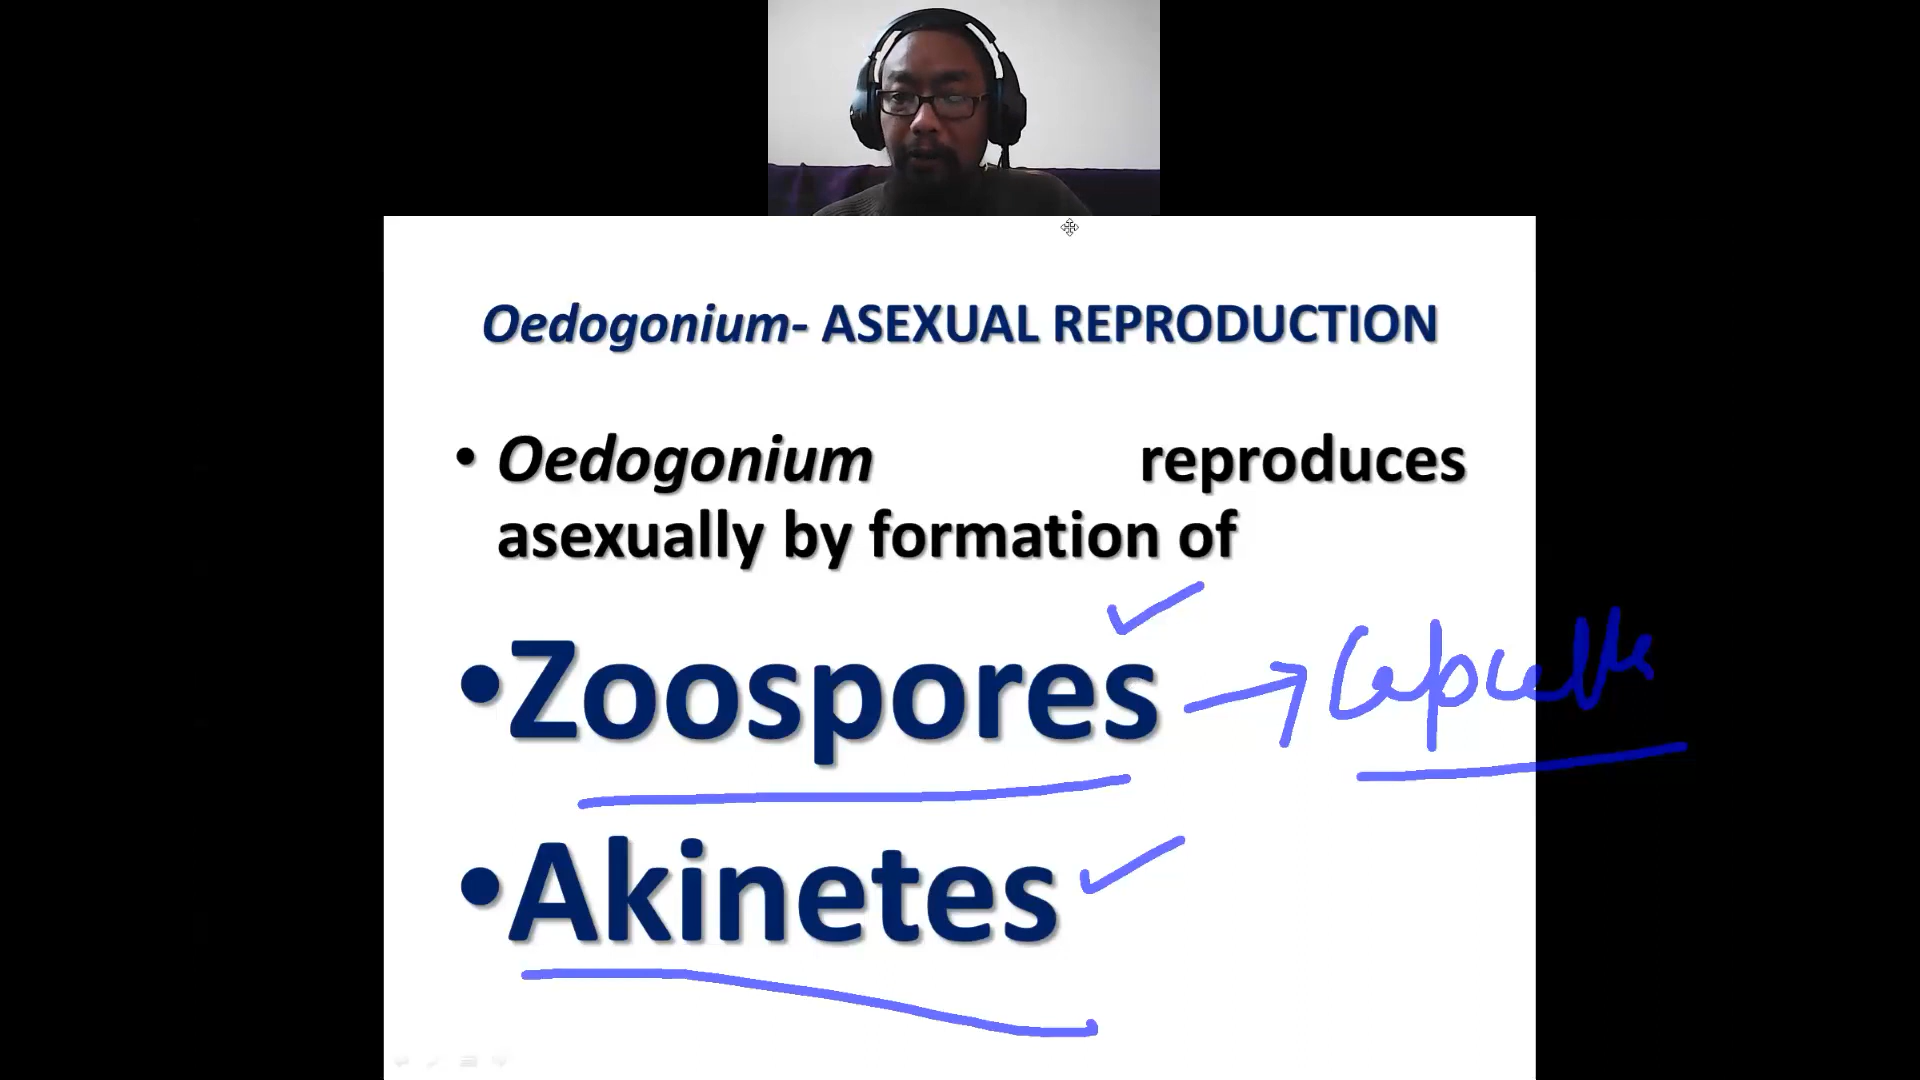 Oedogonium- ASEXUAL REPRODUCTION
• Oedogonium reproduces
asexually by formation of
•Zoospores
•Akinetes